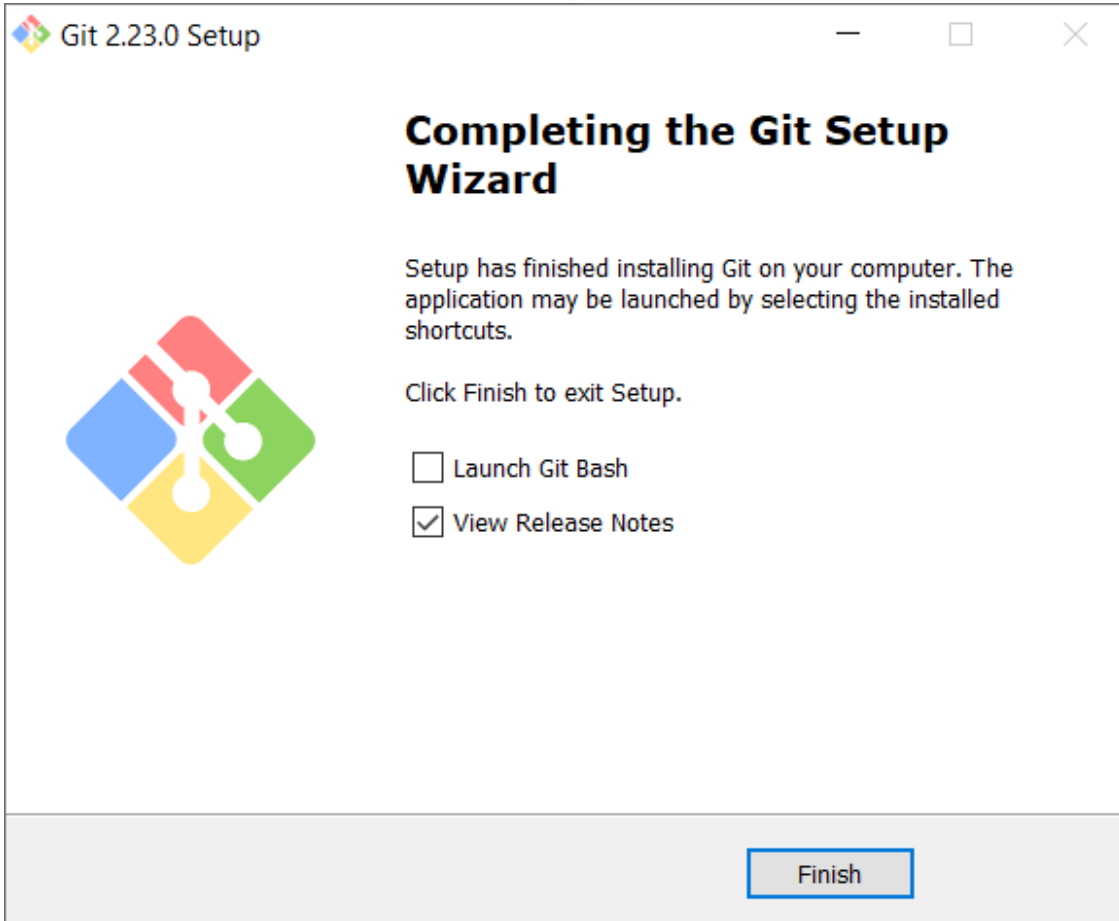 Git 2.23.0 Setup
Completing the Git Setup
Wizard
Setup has finished installing Git on your computer. The
application may be launched by selecting the installed
shortcuts.
Click Finish to exit Setup.
Launch Git Bash
View Release Notes
Finish